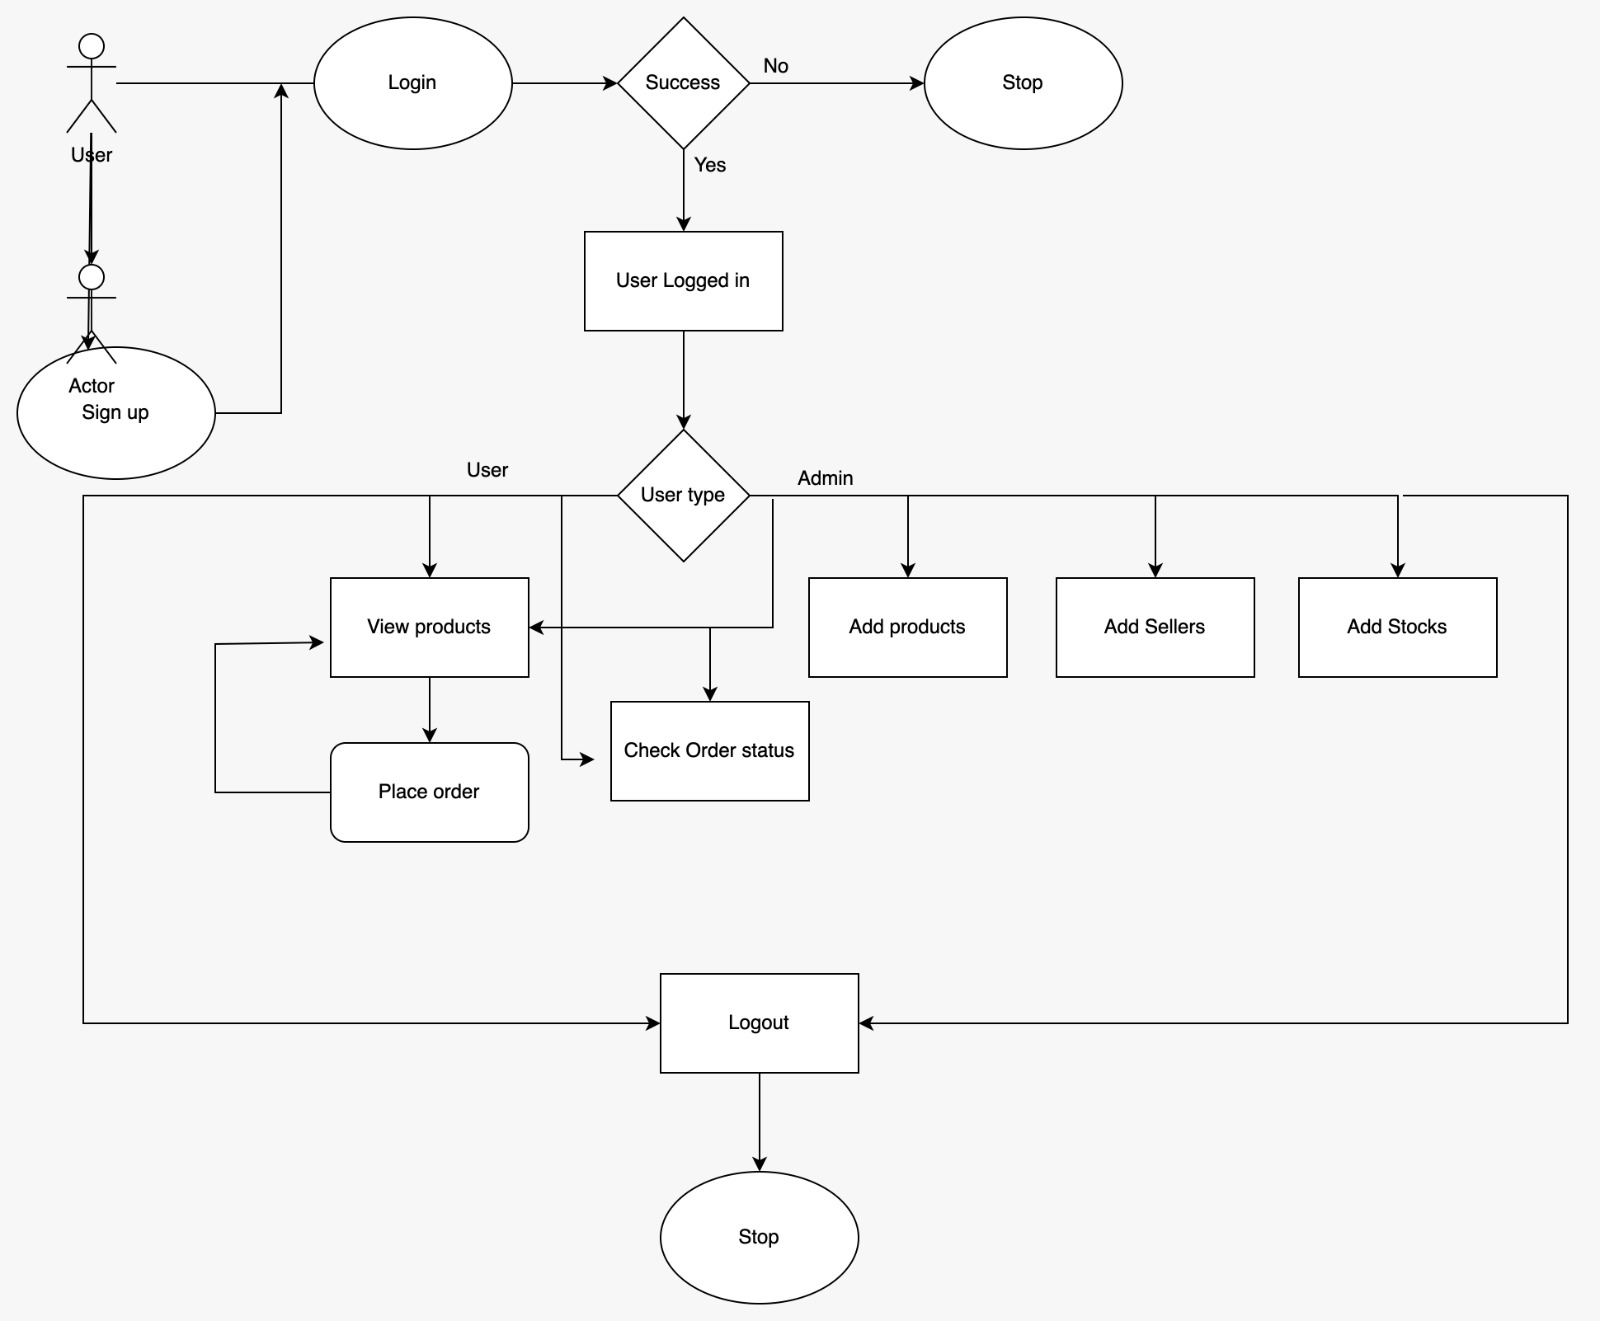 Login
Success
No
Stop
User
Yes
User Logged in
Actor
Sign up
User
User type
Admin
View products
Add products
Add Sellers
Add Stocks
Check Order status
Place order
Logout
Stop